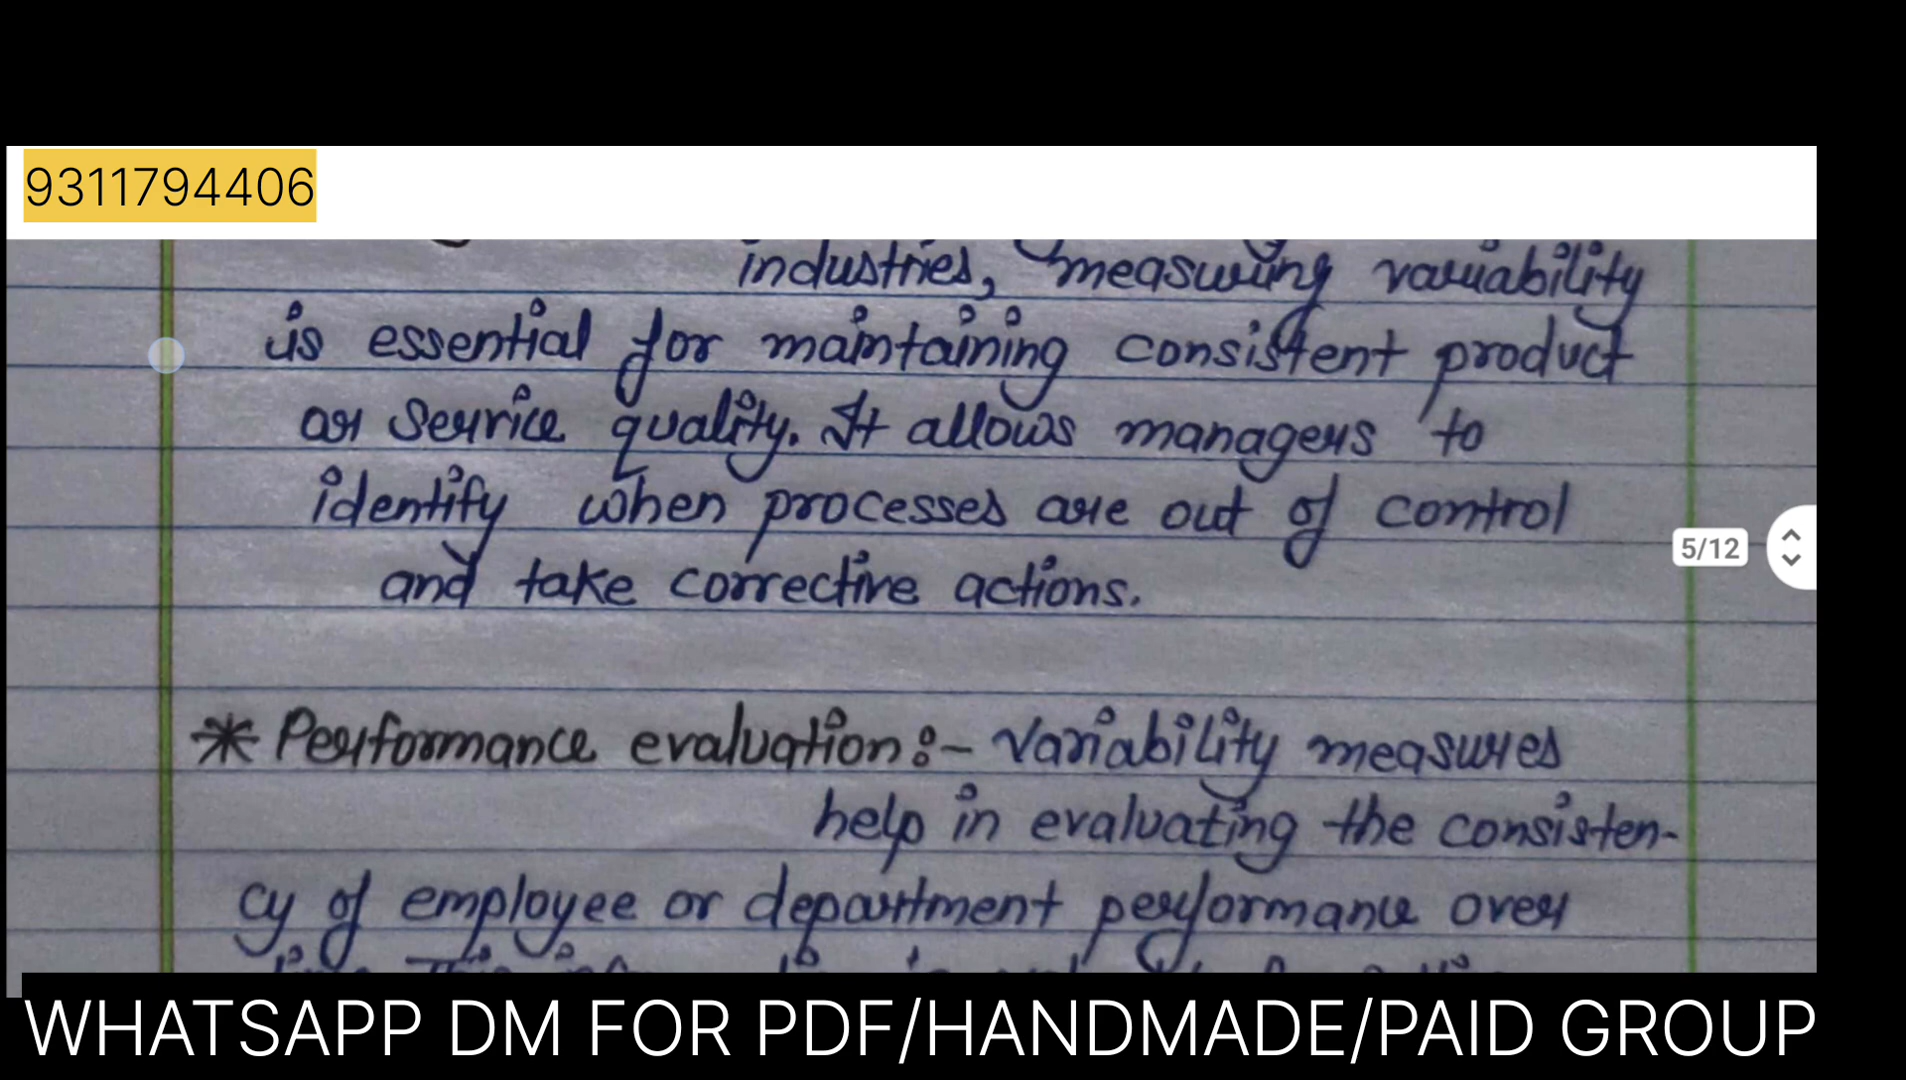 9311794406
industries, measuring variability
is essential for maintaining consistent product
or service quality. It allows managers to
identify when processes are out of control
and take corrective actions.
5/12
* Performance evaluation:- Variability measures
help in evaluating the consisten-
cy of employee or department performance over
WHATSAPP DM FOR PDF/HANDMADE/PAID GROUP